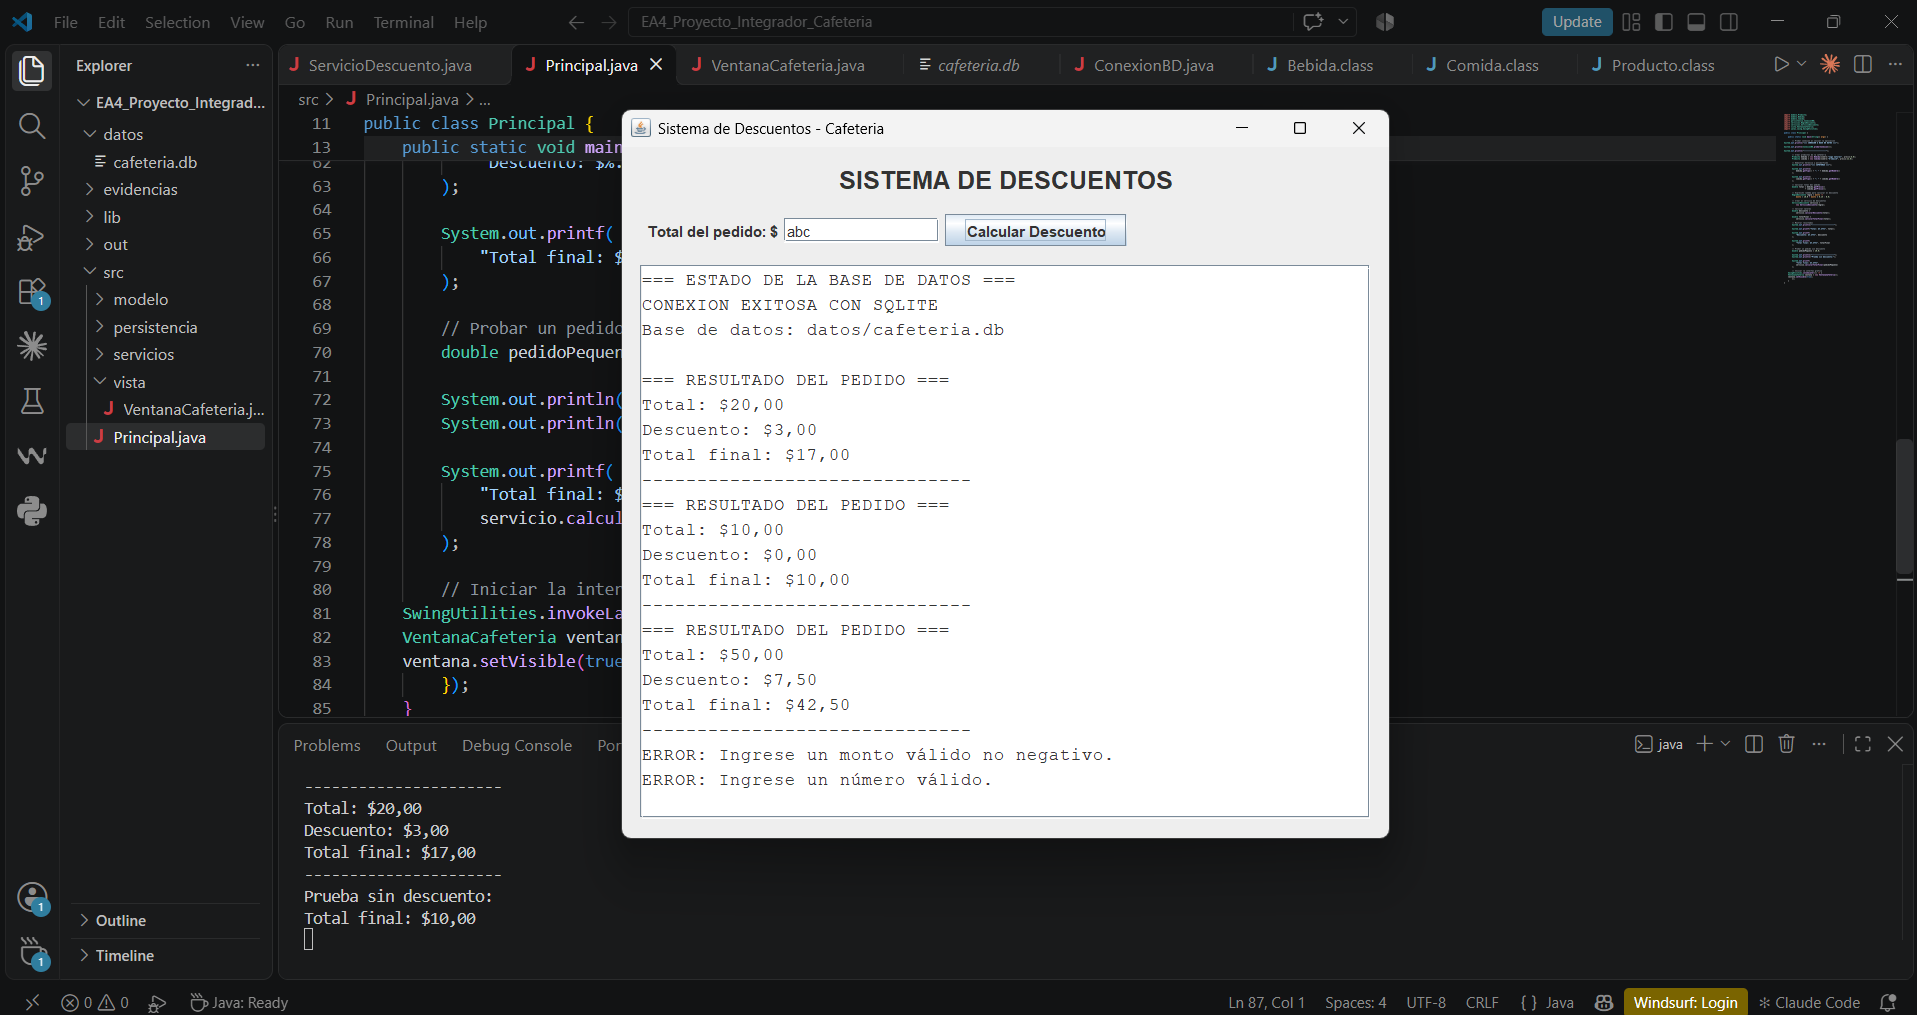 File Edit Selection View Go Run Terminal Help
EA4_Proyecto_Integrador_Cafeteria
Update
Explorer
EA4_Proyecto_Integrad...
datos
cafeteria.db
evidencias
lib
out
src
modelo
persistencia
servicios
vista
VentanaCafeteria.j...
Principal.java
Outline
Timeline
ServicioDescuento.java
Principal.java
VentanaCafeteria.java
cafeteria.db
ConexionBD.java
Bebida.class
Comida.class
Producto.class
src > Principal.java > ...
11 public class Principal {
13 public static void main
62 "Descuento: $%.
63 );
64
65 System.out.printf(
66 "Total final: $
67 );
68
69 // Probar un pedido
70 double pedidoPequen
71
72 System.out.println(
73 System.out.println(
74
75 System.out.printf(
76 "Total final: $
77 servicio.calcul
78 );
79
80 // Iniciar la inter
81 SwingUtilities.invokeLa
82 VentanaCafeteria ventan
83 ventana.setVisible(true
84 });
85 }
Sistema de Descuentos - Cafeteria
SISTEMA DE DESCUENTOS
Total del pedido: $ abc Calcular Descuento
=== ESTADO DE LA BASE DE DATOS ===
CONEXION EXITOSA CON SQLITE
Base de datos: datos/cafeteria.db
=== RESULTADO DEL PEDIDO ===
Total: $20,00
Descuento: $3,00
Total final: $17,00
------------------------------
=== RESULTADO DEL PEDIDO ===
Total: $10,00
Descuento: $0,00
Total final: $10,00
------------------------------
=== RESULTADO DEL PEDIDO ===
Total: $50,00
Descuento: $7,50
Total final: $42,50
------------------------------
ERROR: Ingrese un monto válido no negativo.
ERROR: Ingrese un número válido.
Problems Output Debug Console Por
java
----------------------
Total: $20,00
Descuento: $3,00
Total final: $17,00
----------------------
Prueba sin descuento:
Total final: $10,00
1
1
1
0 0 Java: Ready
Ln 87, Col 1 Spaces: 4 UTF-8 CRLF { } Java Windsurf: Login Claude Code